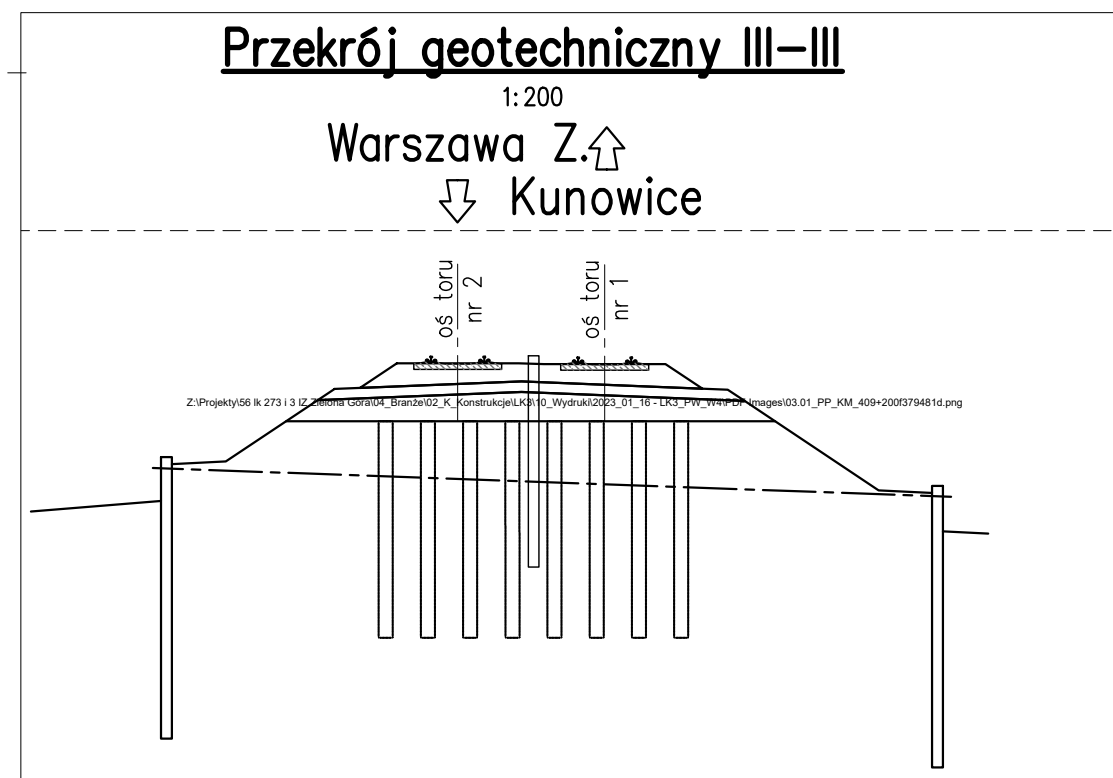 Przekrój geotechniczny III-III
1:200
Warszawa Z.
Kunowice
oś toru
nr 2
oś toru
nr 1
Z:\Projekty\56 lk 273 i 3 IZ Zielona Góra\04_Branże\02_K_Konstrukcje\LK3\10_Wydruki\2023_01_16 - LK3_PW_W4\PDF Images\03.01_PP_KM_409+200f379481d.png